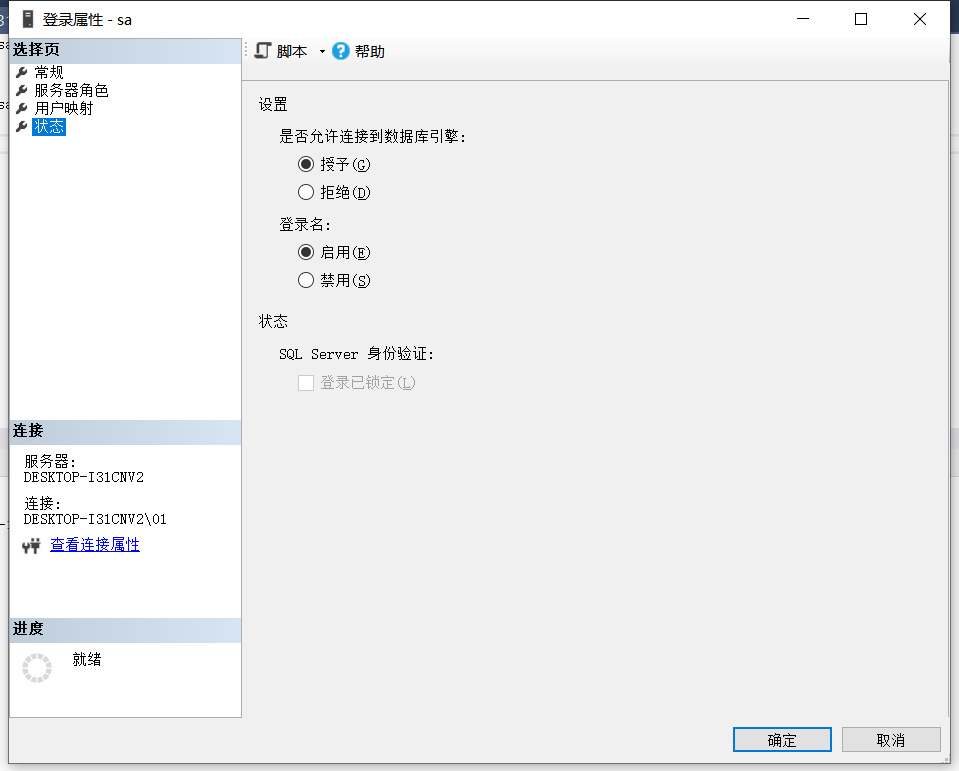 登录属性 - sa
选择页
常规
服务器角色
用户映射
状态
脚本
帮助
设置
是否允许连接到数据库引擎:
授予(G)
拒绝(D)
登录名:
启用(E)
禁用(S)
状态
SQL Server 身份验证:
登录已锁定(L)
连接
服务器:
DESKTOP-I31CNV2
连接:
DESKTOP-I31CNV2\01
查看连接属性
进度
就绪
确定
取消